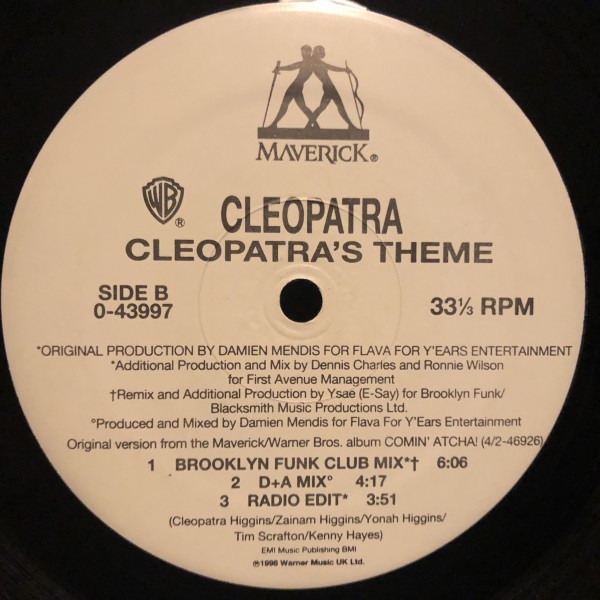 MAVERICK®
WB ®
CLEOPATRA
CLEOPATRA'S THEME
SIDE B
0-43997
33⅓ RPM
*ORIGINAL PRODUCTION BY DAMIEN MENDIS FOR FLAVA FOR Y'EARS ENTERTAINMENT
*Additional Production and Mix by Dennis Charles and Ronnie Wilson
for First Avenue Management
†Remix and Additional Production by Ysae (E-Say) for Brooklyn Funk/
Blacksmith Music Productions Ltd.
°Produced and Mixed by Damien Mendis for Flava For Y'Ears Entertainment
Original version from the Maverick/Warner Bros. album COMIN' ATCHA! (4/2-46926)
1 BROOKLYN FUNK CLUB MIX*† 6:06
2 D+A MIX° 4:17
3 RADIO EDIT* 3:51
(Cleopatra Higgins/Zainam Higgins/Yonah Higgins/
Tim Scrafton/Kenny Hayes)
EMI Music Publishing BMI
℗1996 Warner Music UK Ltd.